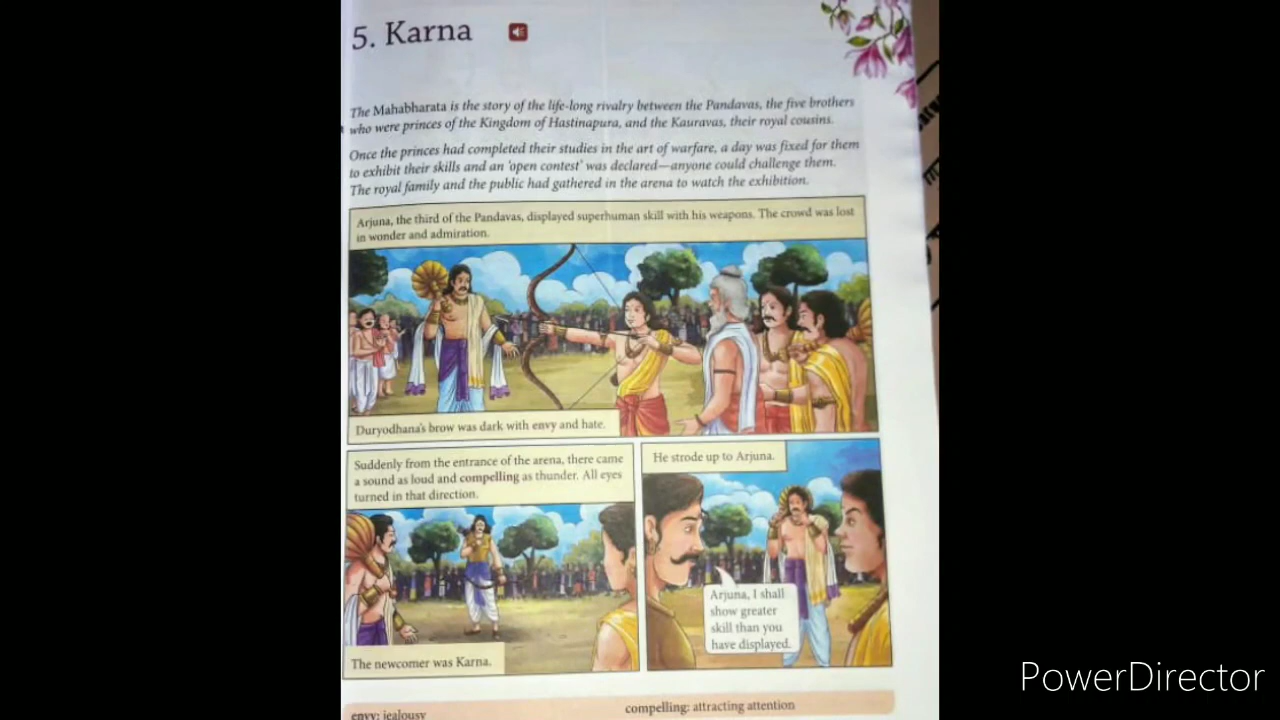 5. Karna
The Mahabharata is the story of the life-long rivalry between the Pandavas, the five brothers
who were princes of the Kingdom of Hastinapura, and the Kauravas, their royal cousins.
Once the princes had completed their studies in the art of warfare, a day was fixed for them
to exhibit their skills and an 'open contest' was declared—anyone could challenge them.
The royal family and the public had gathered in the arena to watch the exhibition.
Arjuna, the third of the Pandavas, displayed superhuman skill with his weapons. The crowd was lost
in wonder and admiration.
Duryodhana's brow was dark with envy and hate.
Suddenly from the entrance of the arena, there came
a sound as loud and compelling as thunder. All eyes
turned in that direction.
The newcomer was Karna.
He strode up to Arjuna.
Arjuna, I shall
show greater
skill than you
have displayed.
envy: jealousy
compelling: attracting attention
PowerDirector